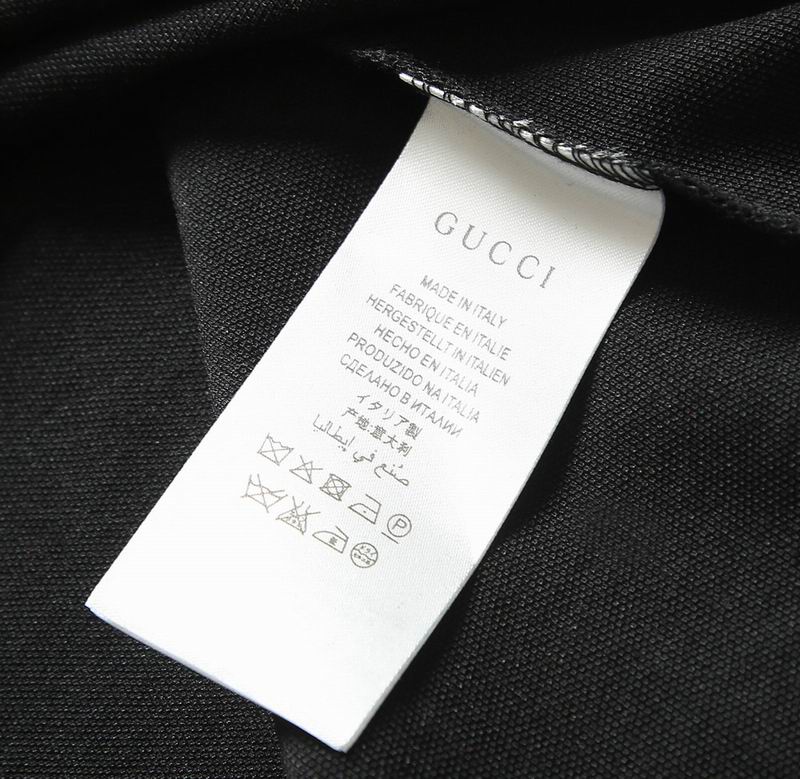 GUCCI
MADE IN ITALY
FABRIQUE EN ITALIE
HERGESTELLT IN ITALIEN
HECHO EN ITALIA
PRODUZIDO NA ITALIA
СДЕЛАНО В ИТАЛИИ
イタリア製
产地:意大利
صُنع في إيطاليا
P